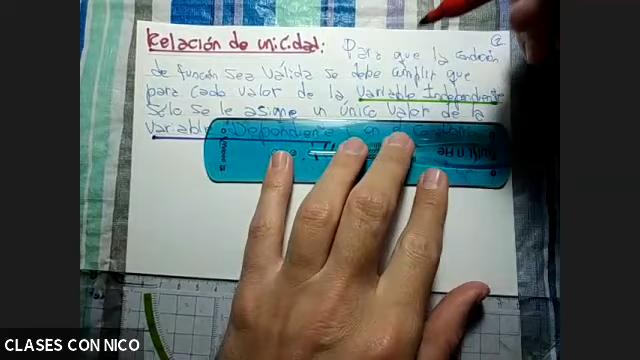 Relación de unicidad: Para que la condición
de función sea válida se debe cumplir que
para cada valor de la Variable Independiente
sólo se le asigne un único valor de la
variable Dependiente
CLASES CON NICO